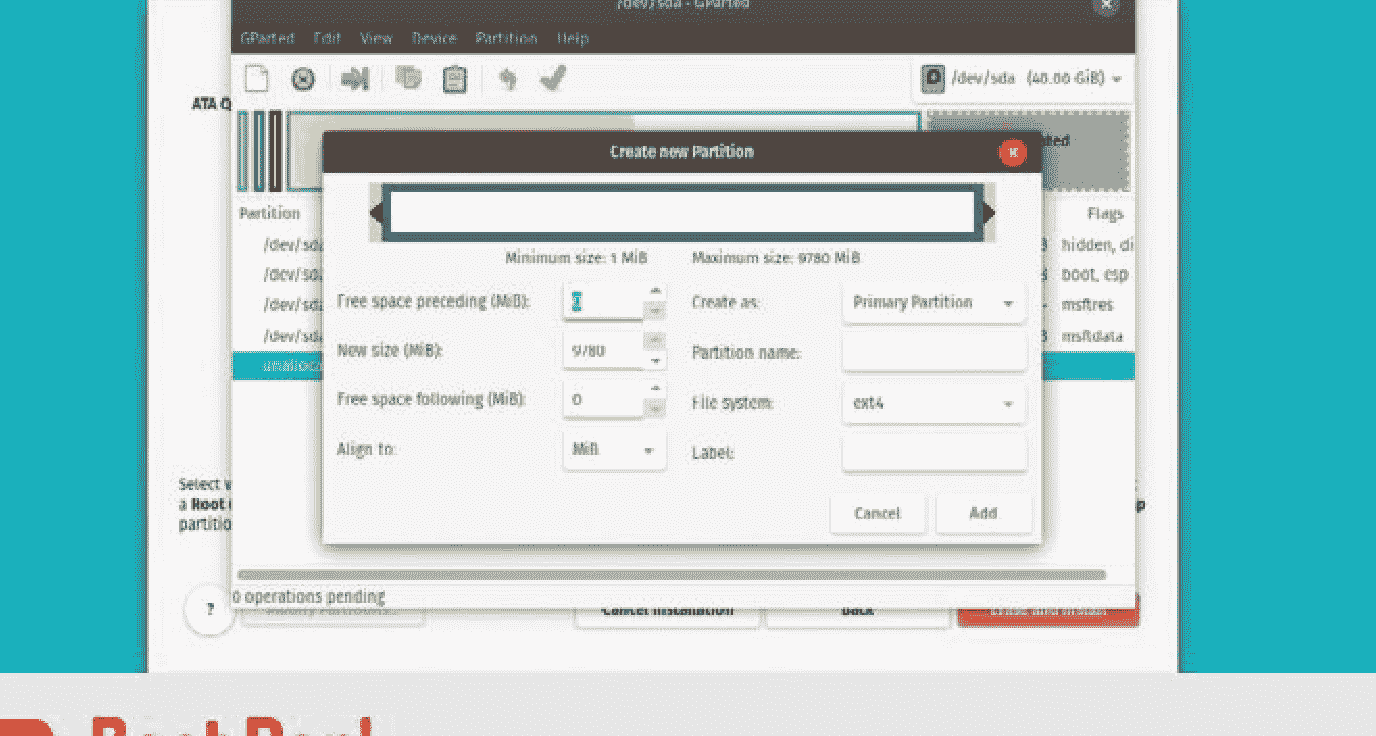 /dev/sda - GParted
GParted Edit View Device Partition Help
/dev/sda (40.00 GiB)
ATA
Create new Partition
Partition
Flags
Minimum size: 1 MiB Maximum size: 9780 MiB
/dev/sda
hidden, di
/dev/sda
boot, esp
/dev/sda
msftres
/dev/sda
msftdata
Free space preceding (MiB):
Create as: Primary Partition
New size (MiB): 9780
Partition name:
Free space following (MiB): 0
File system: ext4
Align to: MiB
Label:
Cancel Add
Select
a Root
partitio
0 operations pending
? Cancel Installation Back